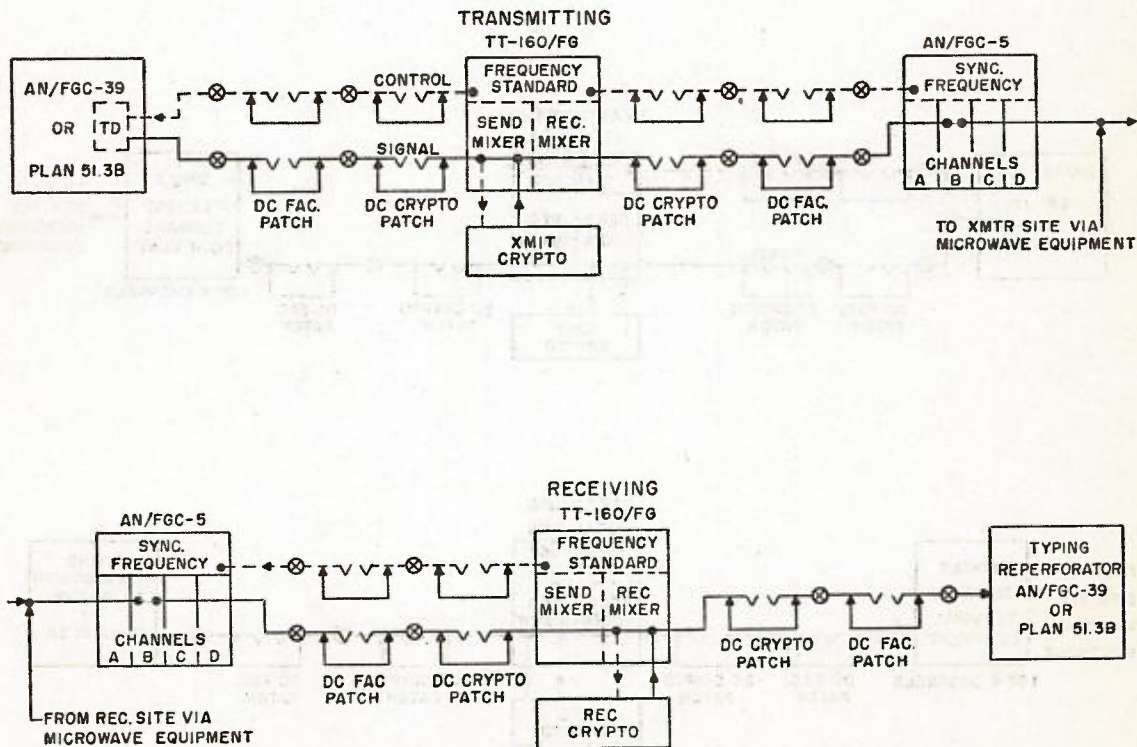 TRANSMITTING
TT-160/FG
AN/FGC-39
OR
TD
PLAN 51.3B
CONTROL
SIGNAL
DC FAC.
PATCH
DC CRYPTO
PATCH
FREQUENCY
STANDARD
SEND
MIXER
REC.
MIXER
XMIT
CRYPTO
DC CRYPTO
PATCH
DC FAC.
PATCH
AN/FGC-5
SYNC.
FREQUENCY
CHANNELS
A B C D
TO XMTR SITE VIA
MICROWAVE EQUIPMENT
RECEIVING
TT-160/FG
AN/FGC-5
SYNC.
FREQUENCY
CHANNELS
A B C D
FROM REC. SITE VIA
MICROWAVE EQUIPMENT
DC FAC
PATCH
DC CRYPTO
PATCH
FREQUENCY
STANDARD
SEND
MIXER
REC
MIXER
REC
CRYPTO
DC CRYPTO
PATCH
DC FAC.
PATCH
TYPING
REPERFORATOR
AN/FGC-39
OR
PLAN 51.3B